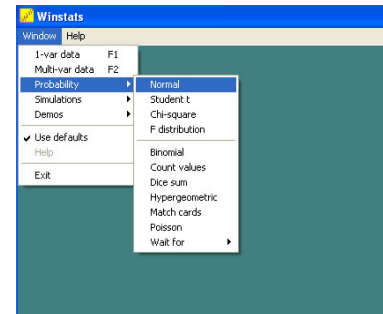 Winstats
Window Help
1-var data F1
Multi-var data F2
Probability
Simulations
Demos
Use defaults
Help
Exit
Normal
Student t
Chi-square
F distribution
Binomial
Count values
Dice sum
Hypergeometric
Match cards
Poisson
Wait for